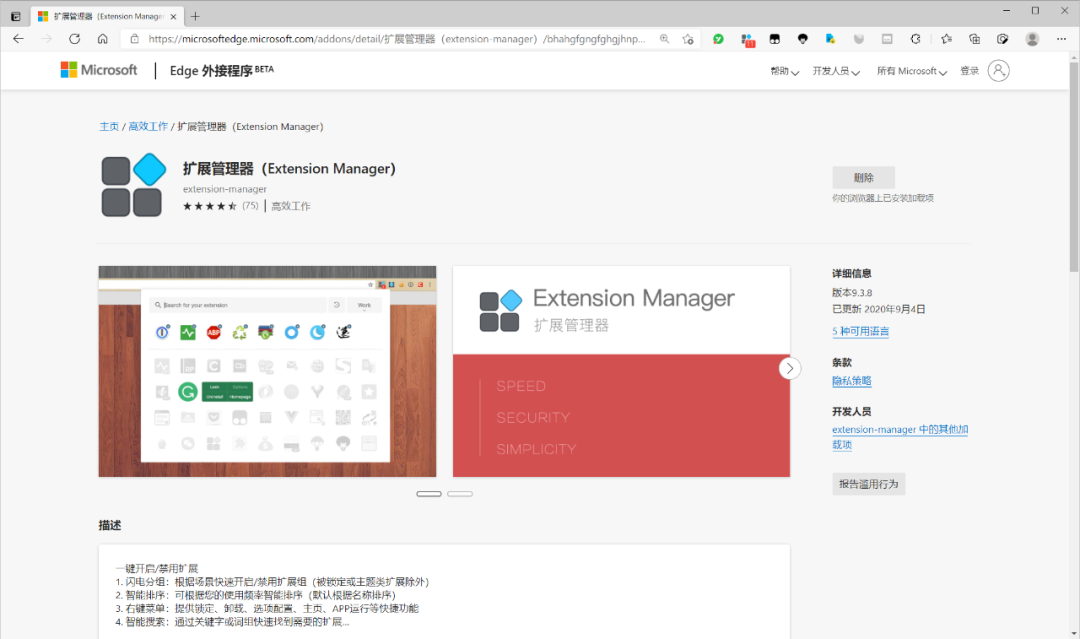 扩展管理器（Extension Manager
https://microsoftedge.microsoft.com/addons/detail/扩展管理器（extension-manager）/bhahgfgngfghgjhnp...
Microsoft
Edge 外接程序 BETA
帮助
开发人员
所有 Microsoft
登录
主页 / 高效工作 / 扩展管理器（Extension Manager）
扩展管理器（Extension Manager）
extension-manager
(75)
高效工作
删除
你的浏览器上已安装加载项
Search for your extension
Work
ABP
Lock
Options
Uninstall
Homepage
Extension Manager
扩展管理器
SPEED
SECURITY
SIMPLICITY
详细信息
版本9.3.8
已更新 2020年9月4日
5 种可用语言
条款
隐私策略
开发人员
extension-manager 中的其他加
载项
报告滥用行为
描述
一键开启/禁用扩展
1. 闪电分组：根据场景快速开启/禁用扩展组（被锁定或主题类扩展除外）
2. 智能排序：可根据您的使用频率智能排序（默认根据名称排序）
3. 右键菜单：提供锁定、卸载、选项配置、主页、APP运行等快捷功能
4. 智能搜索：通过关键字或词组快速找到需要的扩展...